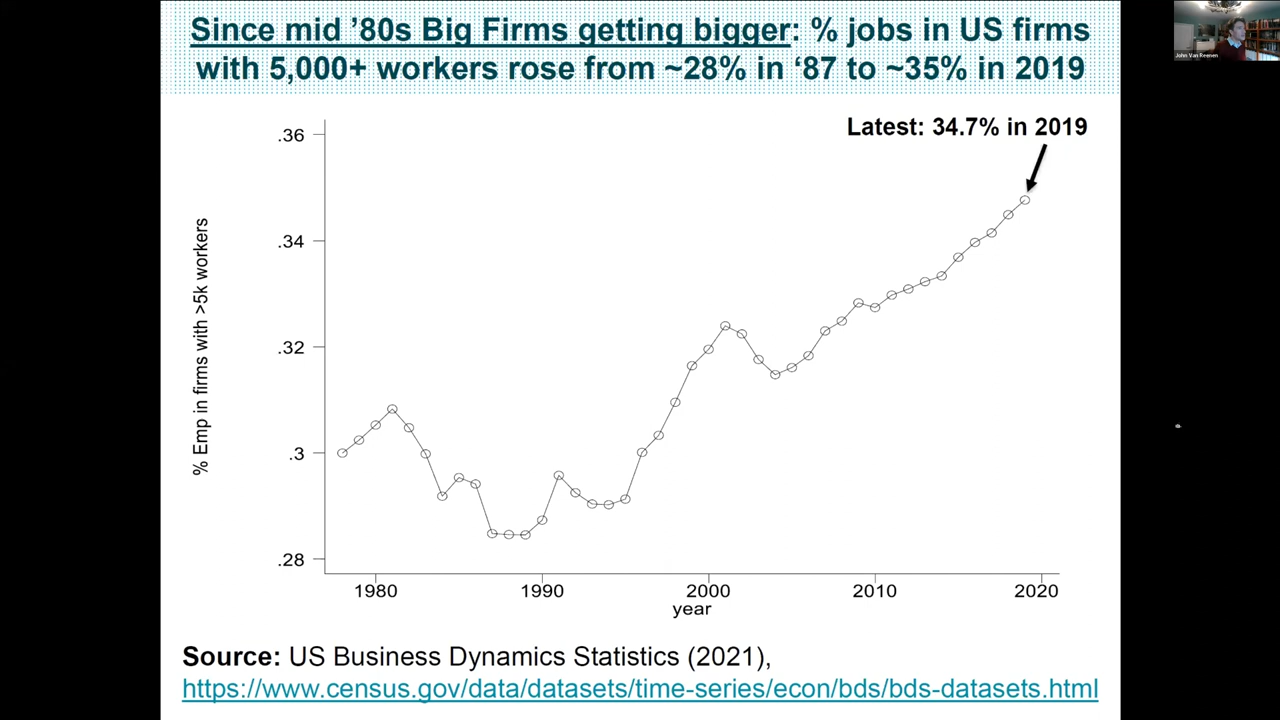 Since mid ’80s Big Firms getting bigger: % jobs in US firms
with 5,000+ workers rose from ~28% in ‘87 to ~35% in 2019
John Van Reenen
Latest: 34.7% in 2019
% Emp in firms with >5k workers
.36
.34
.32
.3
.28
1980 1990 2000 2010 2020
year
Source: US Business Dynamics Statistics (2021),
https://www.census.gov/data/datasets/time-series/econ/bds/bds-datasets.html